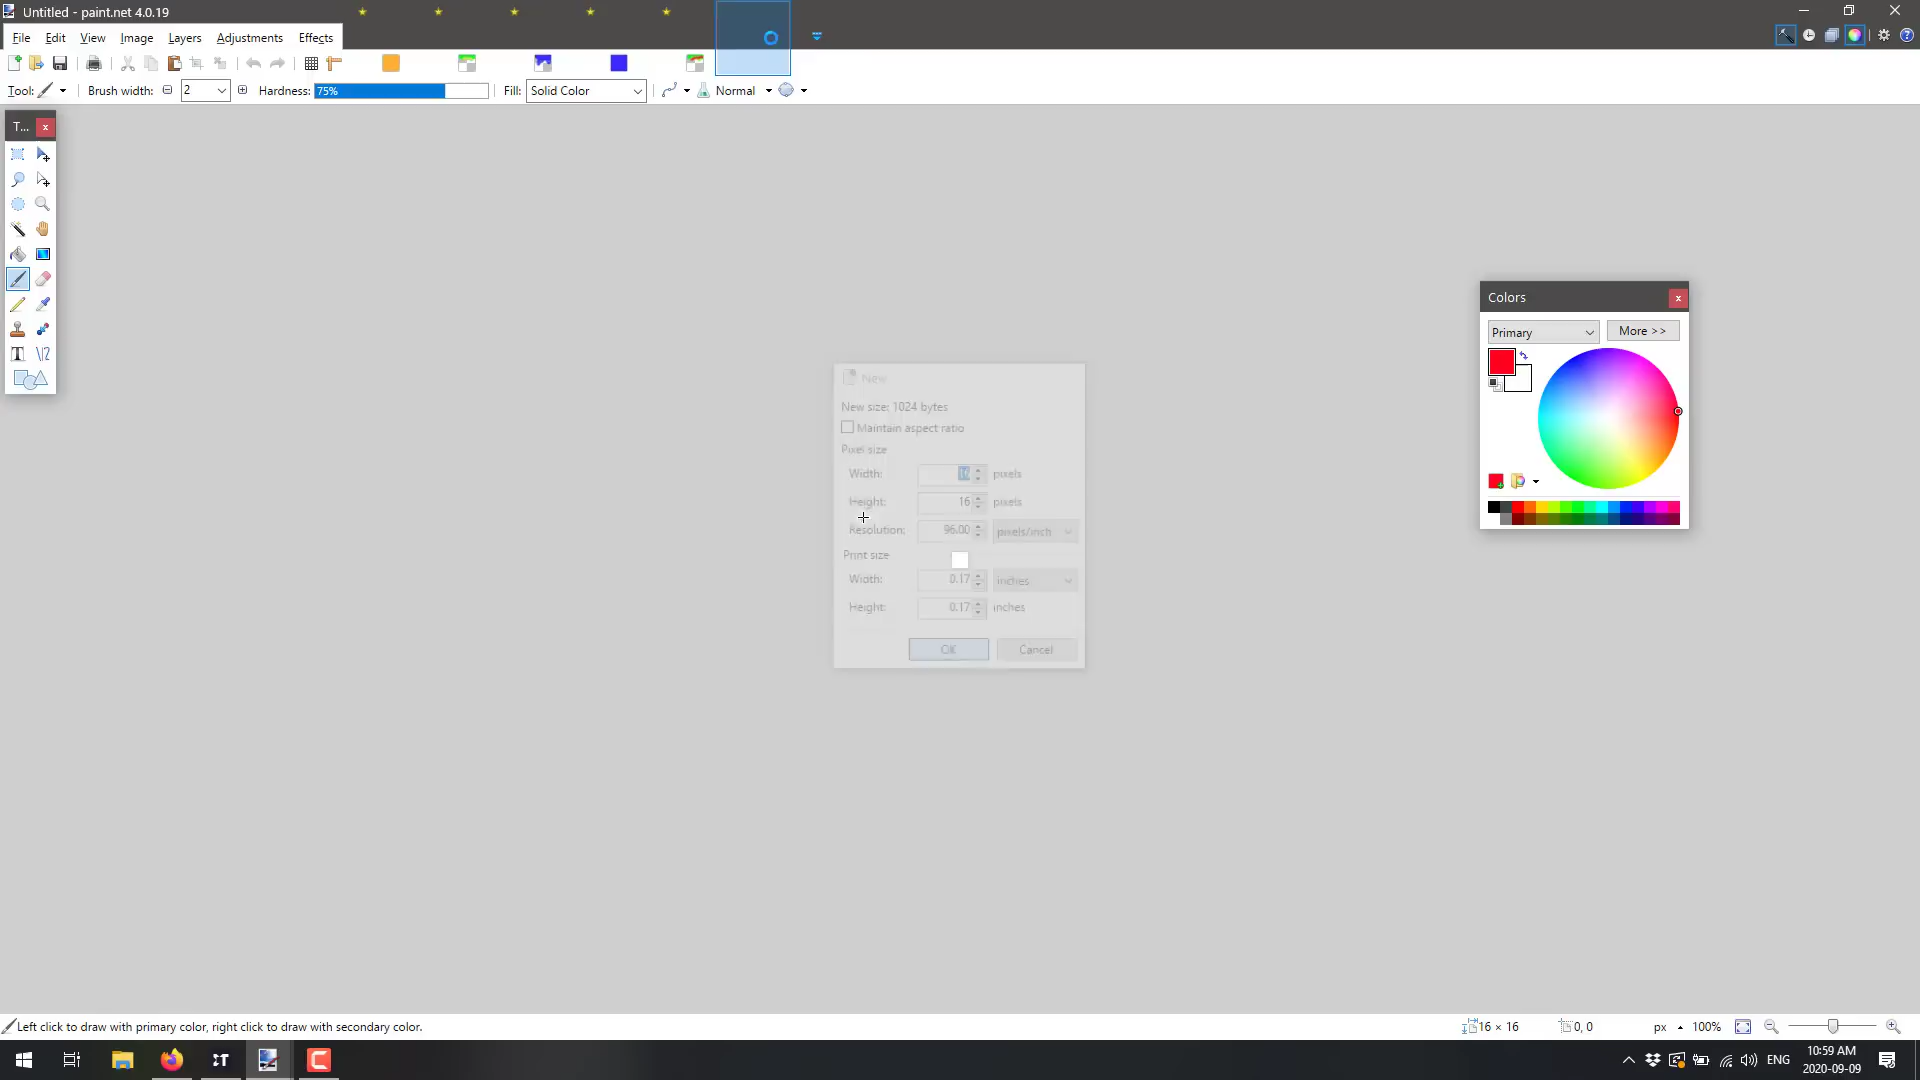 Untitled - paint.net 4.0.19
File Edit View Image Layers Adjustments Effects
Tool: Brush width: 2 Hardness: 75% Fill: Solid Color Normal
T... x
Colors x
Primary More >>
New
New size: 1024 bytes
Maintain aspect ratio
Pixel size
Width: pixels
Height: 16 pixels
Resolution: 96.00 pixels/inch
Print size
Width: 0.17 inches
Height: 0.17 inches
OK Cancel
Left click to draw with primary color, right click to draw with secondary color.
16 × 16 0, 0 px 100%
ENG 10:59 AM
2020-09-09